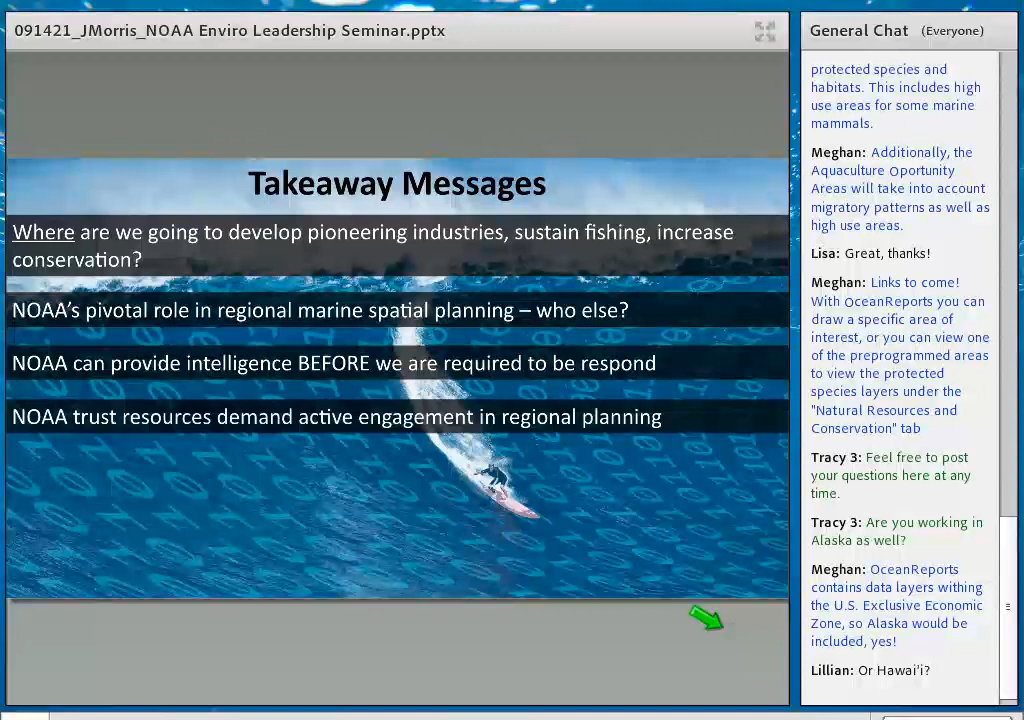 091421_JMorris_NOAA Enviro Leadership Seminar.pptx
Takeaway Messages
Where are we going to develop pioneering industries, sustain fishing, increase
conservation?
NOAA's pivotal role in regional marine spatial planning – who else?
NOAA can provide intelligence BEFORE we are required to be respond
NOAA trust resources demand active engagement in regional planning
General Chat (Everyone)
protected species and
habitats. This includes high
use areas for some marine
mammals.
Meghan: Additionally, the
Aquaculture Oportunity
Areas will take into account
migratory patterns as well as
high use areas.
Lisa: Great, thanks!
Meghan: Links to come!
With OceanReports you can
draw a specific area of
interest, or you can view one
of the preprogrammed areas
to view the protected
species layers under the
"Natural Resources and
Conservation" tab
Tracy 3: Feel free to post
your questions here at any
time.
Tracy 3: Are you working in
Alaska as well?
Meghan: OceanReports
contains data layers withing
the U.S. Exclusive Economic
Zone, so Alaska would be
included, yes!
Lillian: Or Hawai'i?